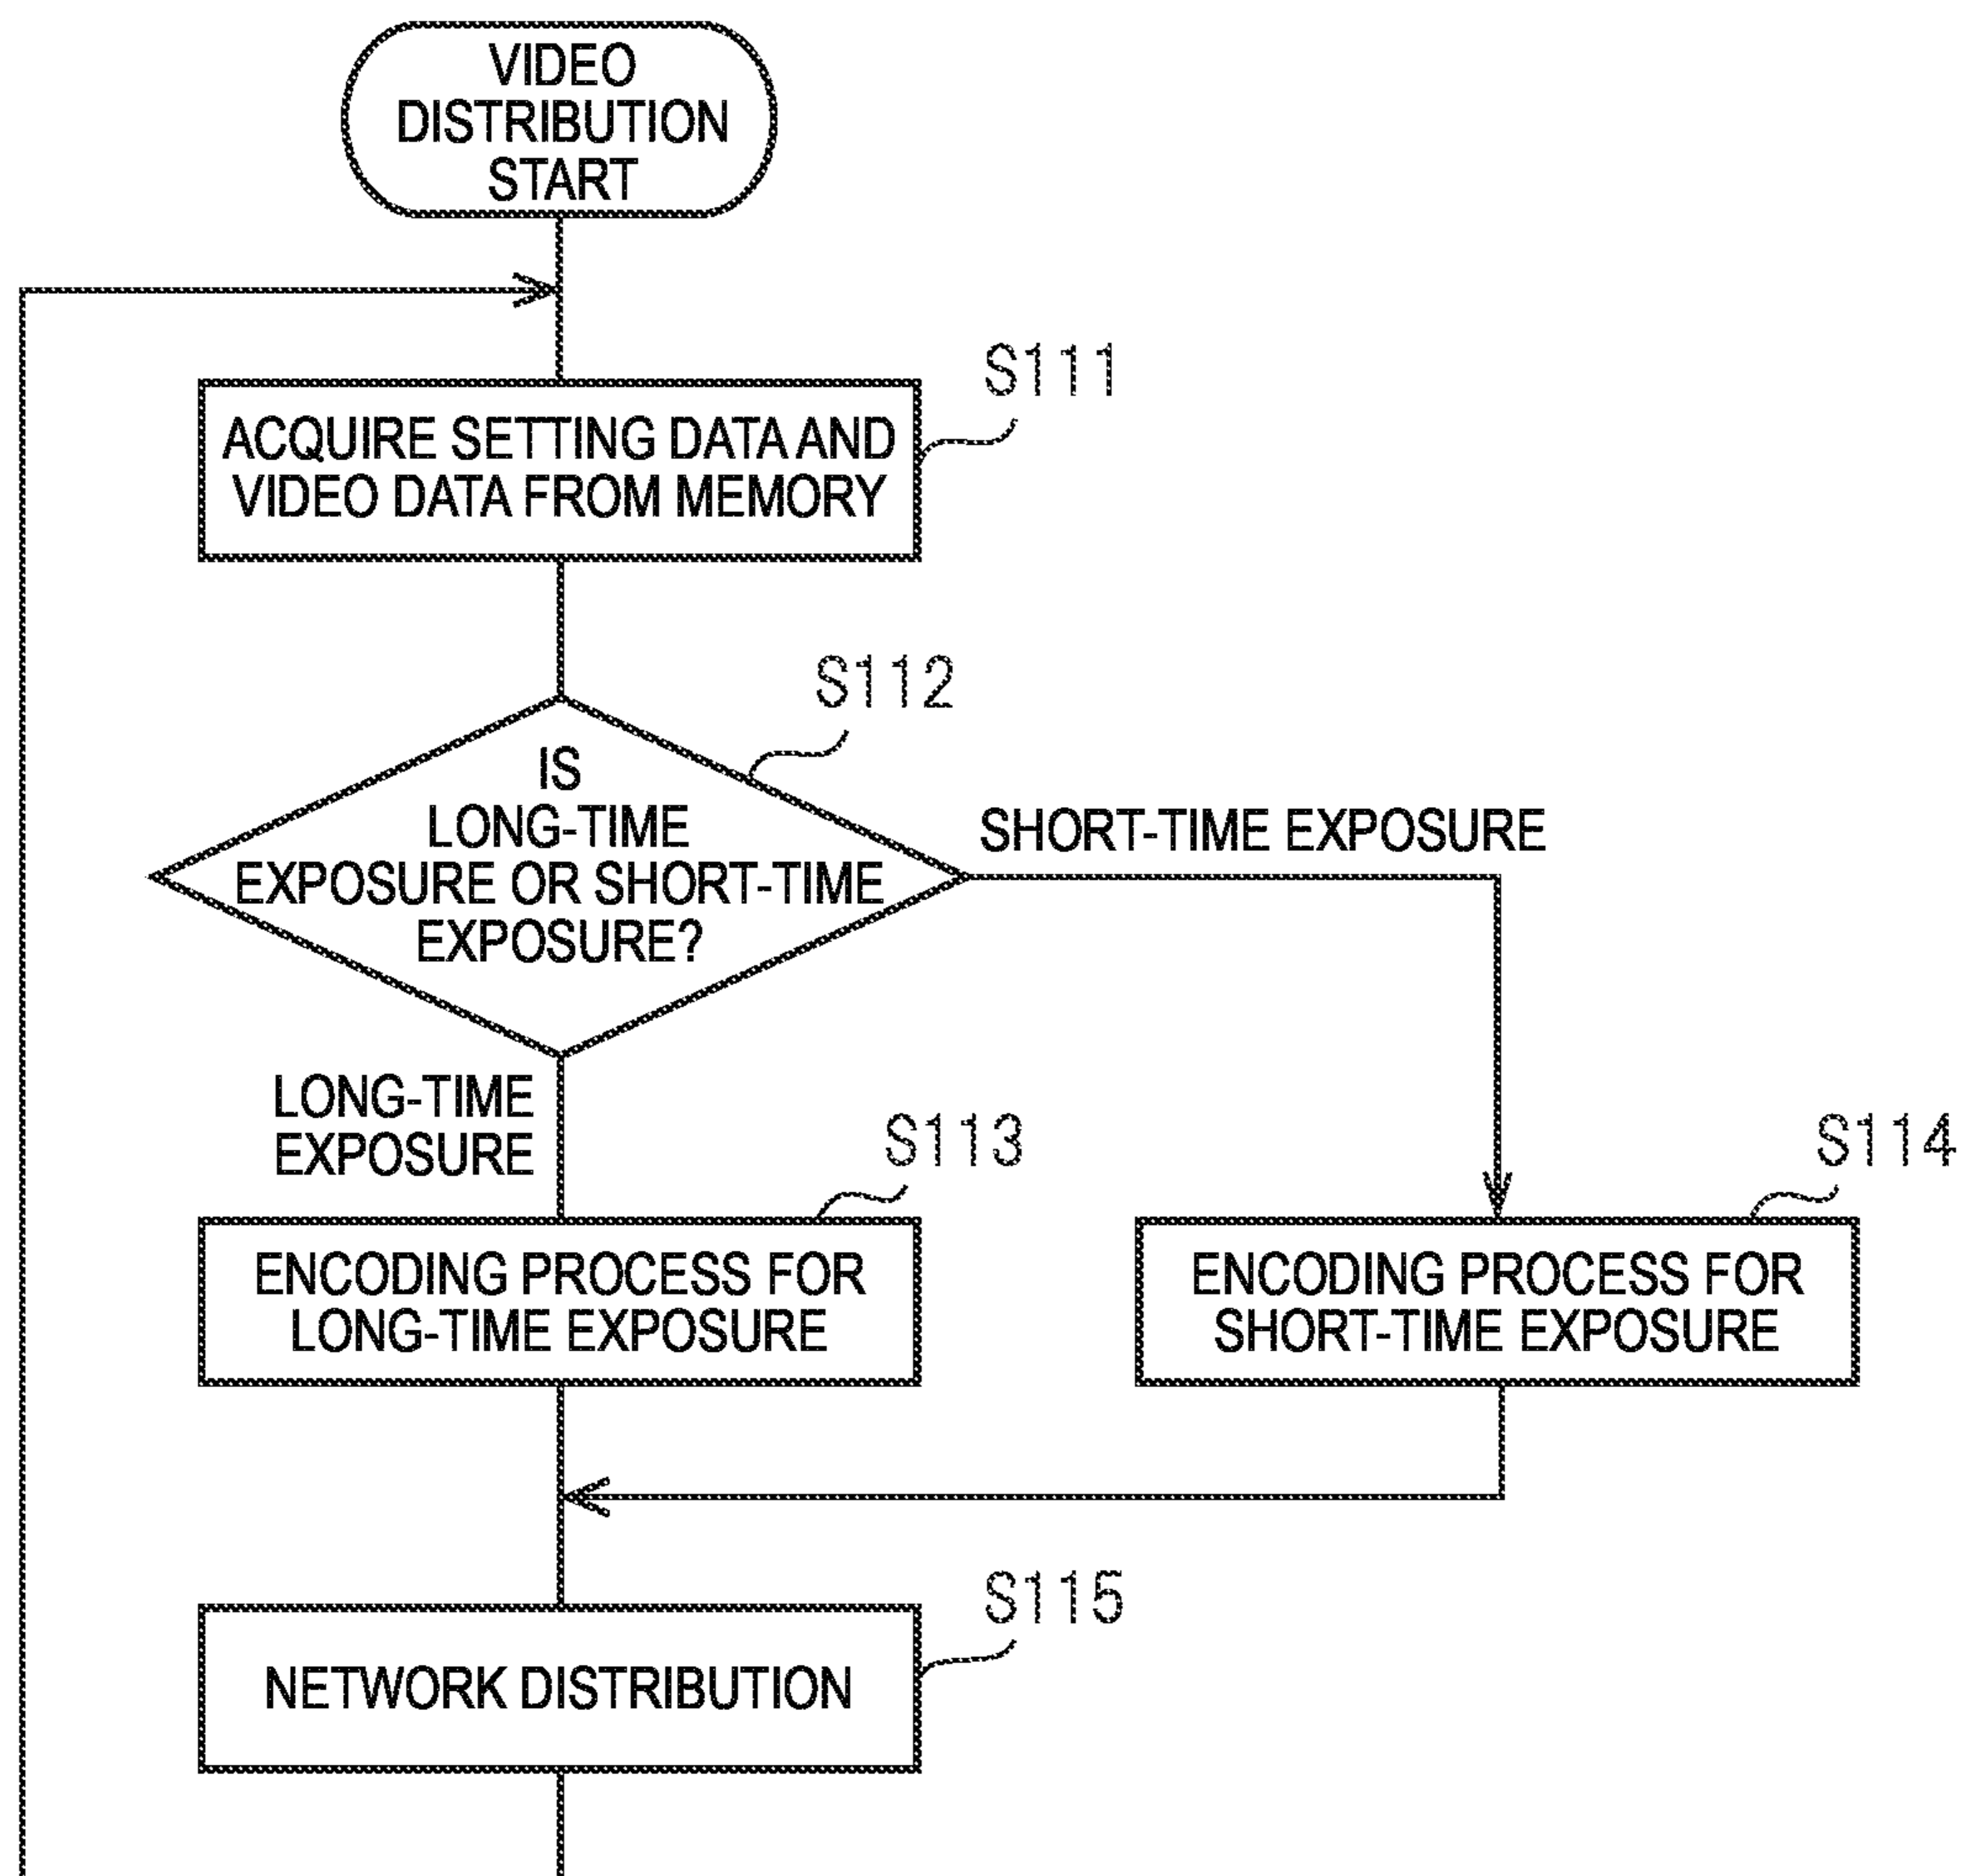 VIDEO
DISTRIBUTION
START
S111
ACQUIRE SETTING DATA AND
VIDEO DATA FROM MEMORY
S112
IS
LONG-TIME
EXPOSURE OR SHORT-TIME
EXPOSURE?
SHORT-TIME EXPOSURE
LONG-TIME
EXPOSURE
S113
ENCODING PROCESS FOR
LONG-TIME EXPOSURE
S114
ENCODING PROCESS FOR
SHORT-TIME EXPOSURE
S115
NETWORK DISTRIBUTION